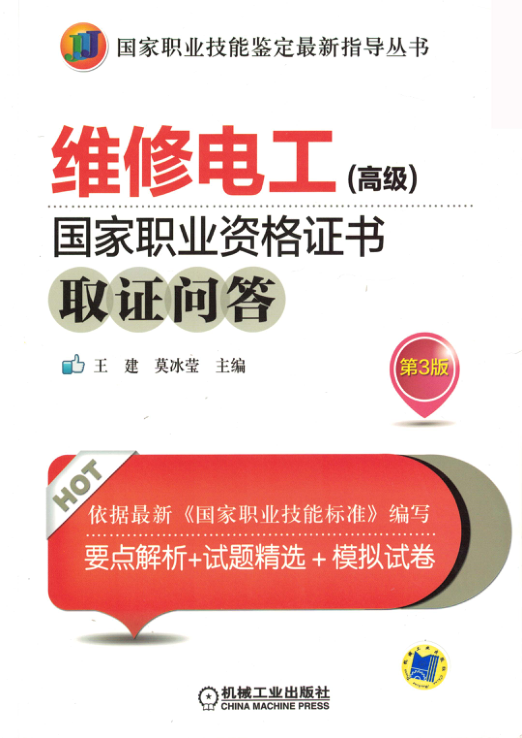 国家职业技能鉴定最新指导丛书
维修电工(高级)
国家职业资格证书
取证问答
王 建 莫冰莹 主编
第3版
HOT
依据最新《国家职业技能标准》编写
要点解析+试题精选+模拟试卷
机械工业出版社
CHINA MACHINE PRESS